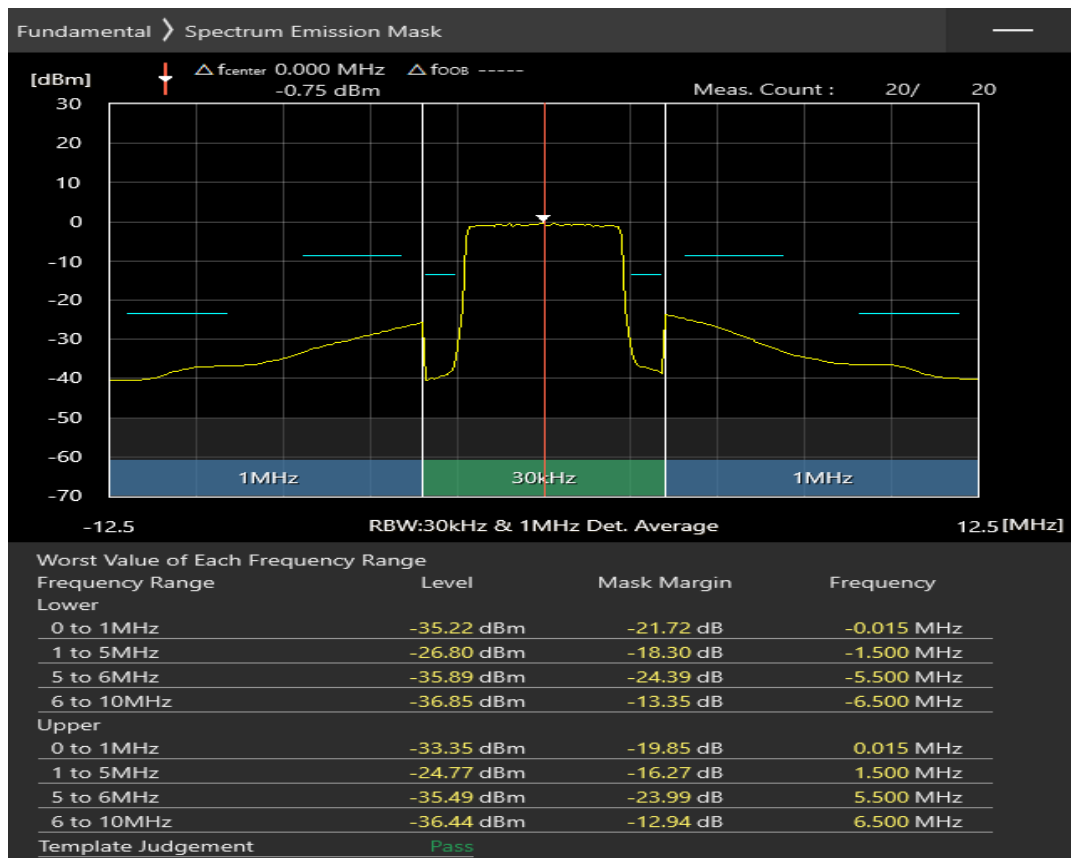 Fundamental ❯ Spectrum Emission Mask
[dBm] △ fcenter 0.000 MHz △ fOOB -----
-0.75 dBm Meas. Count : 20/ 20
30
20
10
0
-10
-20
-30
-40
-50
-60
-70
1MHz 30kHz 1MHz
-12.5 RBW:30kHz & 1MHz Det. Average 12.5 [MHz]
Worst Value of Each Frequency Range
Frequency Range Level Mask Margin Frequency
Lower
0 to 1MHz -35.22 dBm -21.72 dB -0.015 MHz
1 to 5MHz -26.80 dBm -18.30 dB -1.500 MHz
5 to 6MHz -35.89 dBm -24.39 dB -5.500 MHz
6 to 10MHz -36.85 dBm -13.35 dB -6.500 MHz
Upper
0 to 1MHz -33.35 dBm -19.85 dB 0.015 MHz
1 to 5MHz -24.77 dBm -16.27 dB 1.500 MHz
5 to 6MHz -35.49 dBm -23.99 dB 5.500 MHz
6 to 10MHz -36.44 dBm -12.94 dB 6.500 MHz
Template Judgement Pass